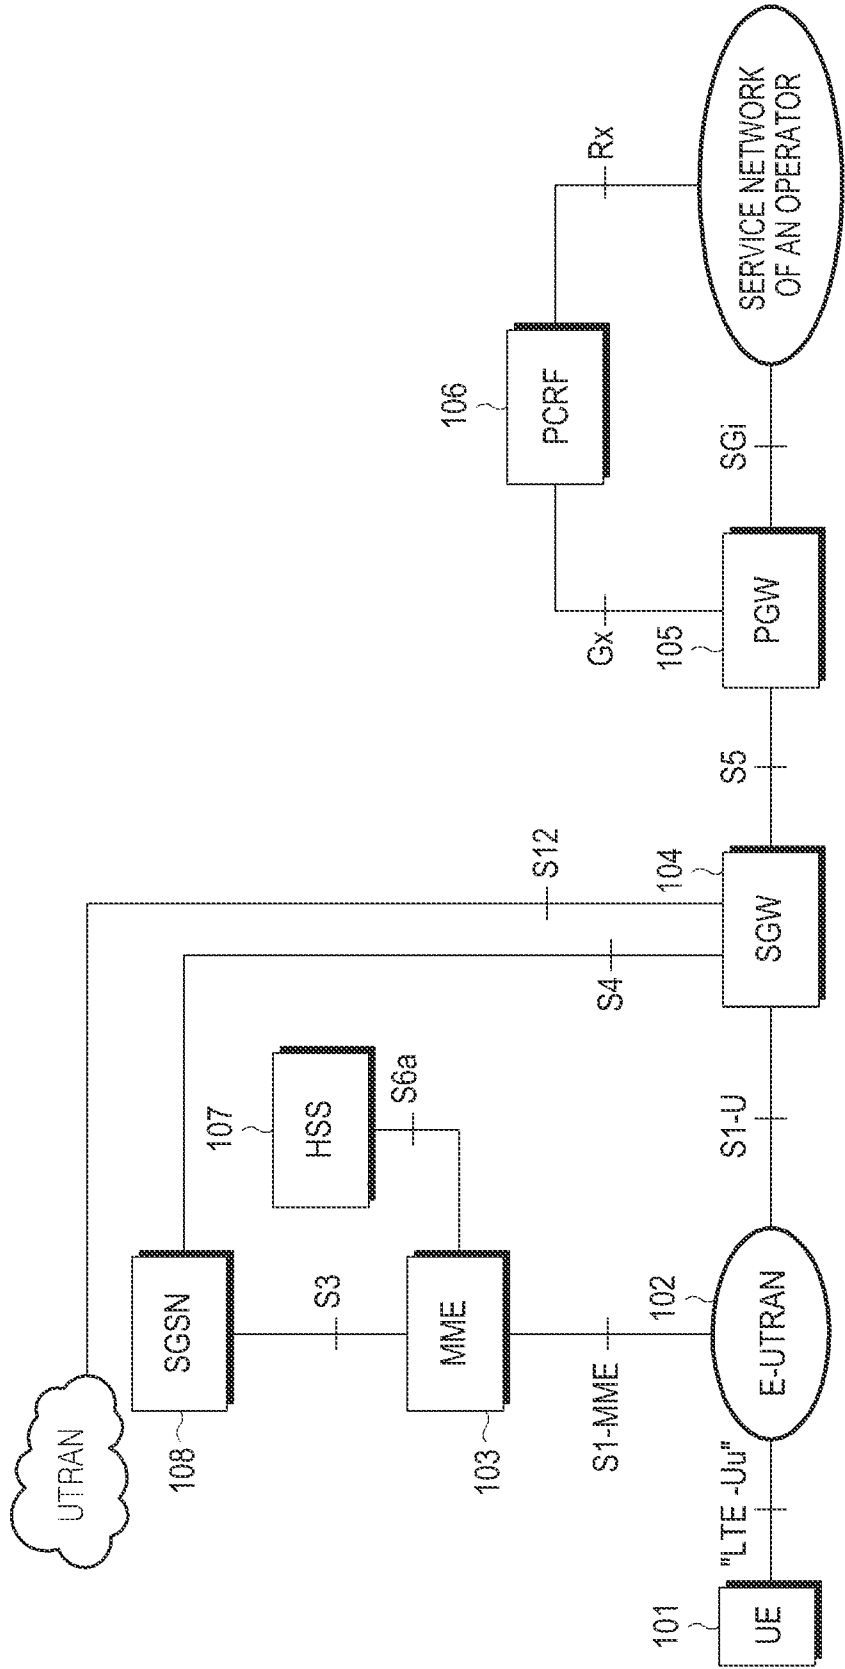 UTRAN
108
SGSN
S3
107
HSS
S6a
103
MME
S1-MME
S4
S12
106
PCRF
Gx
Rx
101
UE
"LTE -Uu"
102
E-UTRAN
S1-U
104
SGW
S5
105
PGW
SGi
SERVICE NETWORK
OF AN OPERATOR